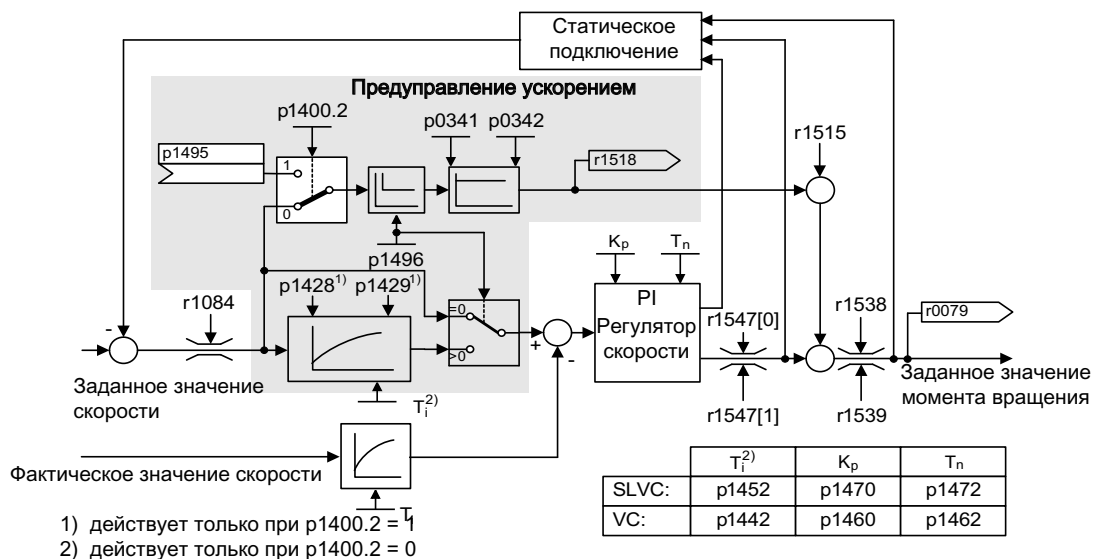 Статическое
подключение
Предуправление ускорением
p1400.2
p0341
p0342
p1495
r1518
r1515
1
0
p1496
Kp
Tn
r1084
p14281)
p14291)
=0
>0
PI
Регулятор
скорости
r1547[0]
r1538
r0079
-
+
-
Заданное значение
скорости
Ti2)
r1547[1]
r1539
Заданное значение
момента вращения
Фактическое значение скорости
Ti
Ti2) Kp Tn
SLVC: p1452 p1470 p1472
VC: p1442 p1460 p1462
1) действует только при p1400.2 = 1
2) действует только при p1400.2 = 0